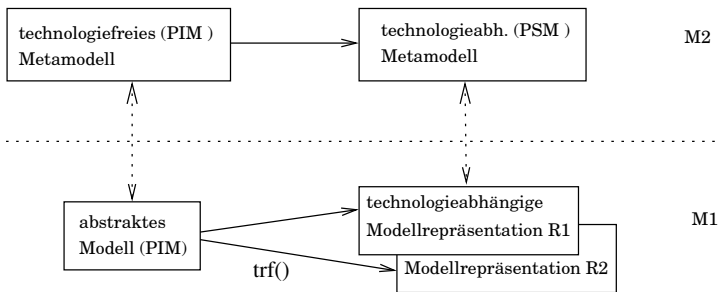 technologiefreies (PIM )
Metamodell
technologieabh. (PSM )
Metamodell
M2
abstraktes
Modell (PIM)
technologieabhängige
Modellrepräsentation R1
M1
Modellrepräsentation R2
trf()